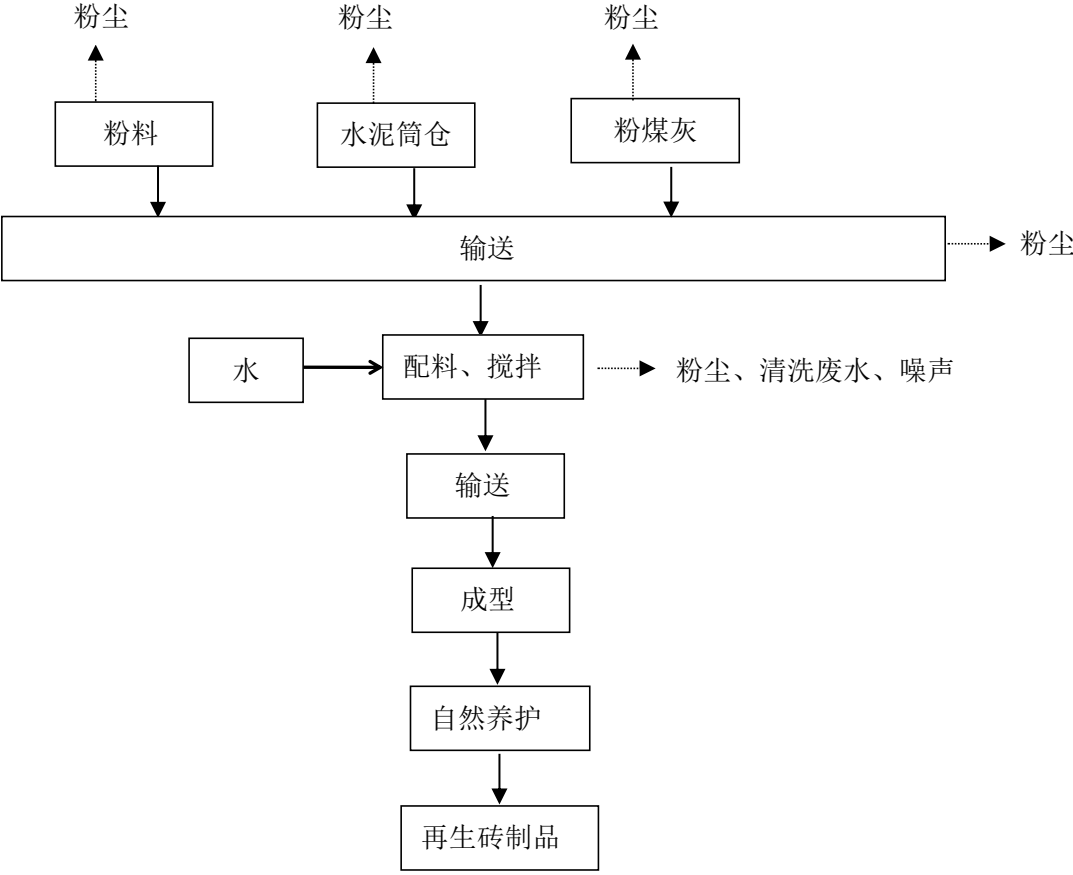 粉尘
粉尘
粉尘
粉料
水泥筒仓
粉煤灰
输送
粉尘
水
配料、搅拌
粉尘、清洗废水、噪声
输送
成型
自然养护
再生砖制品